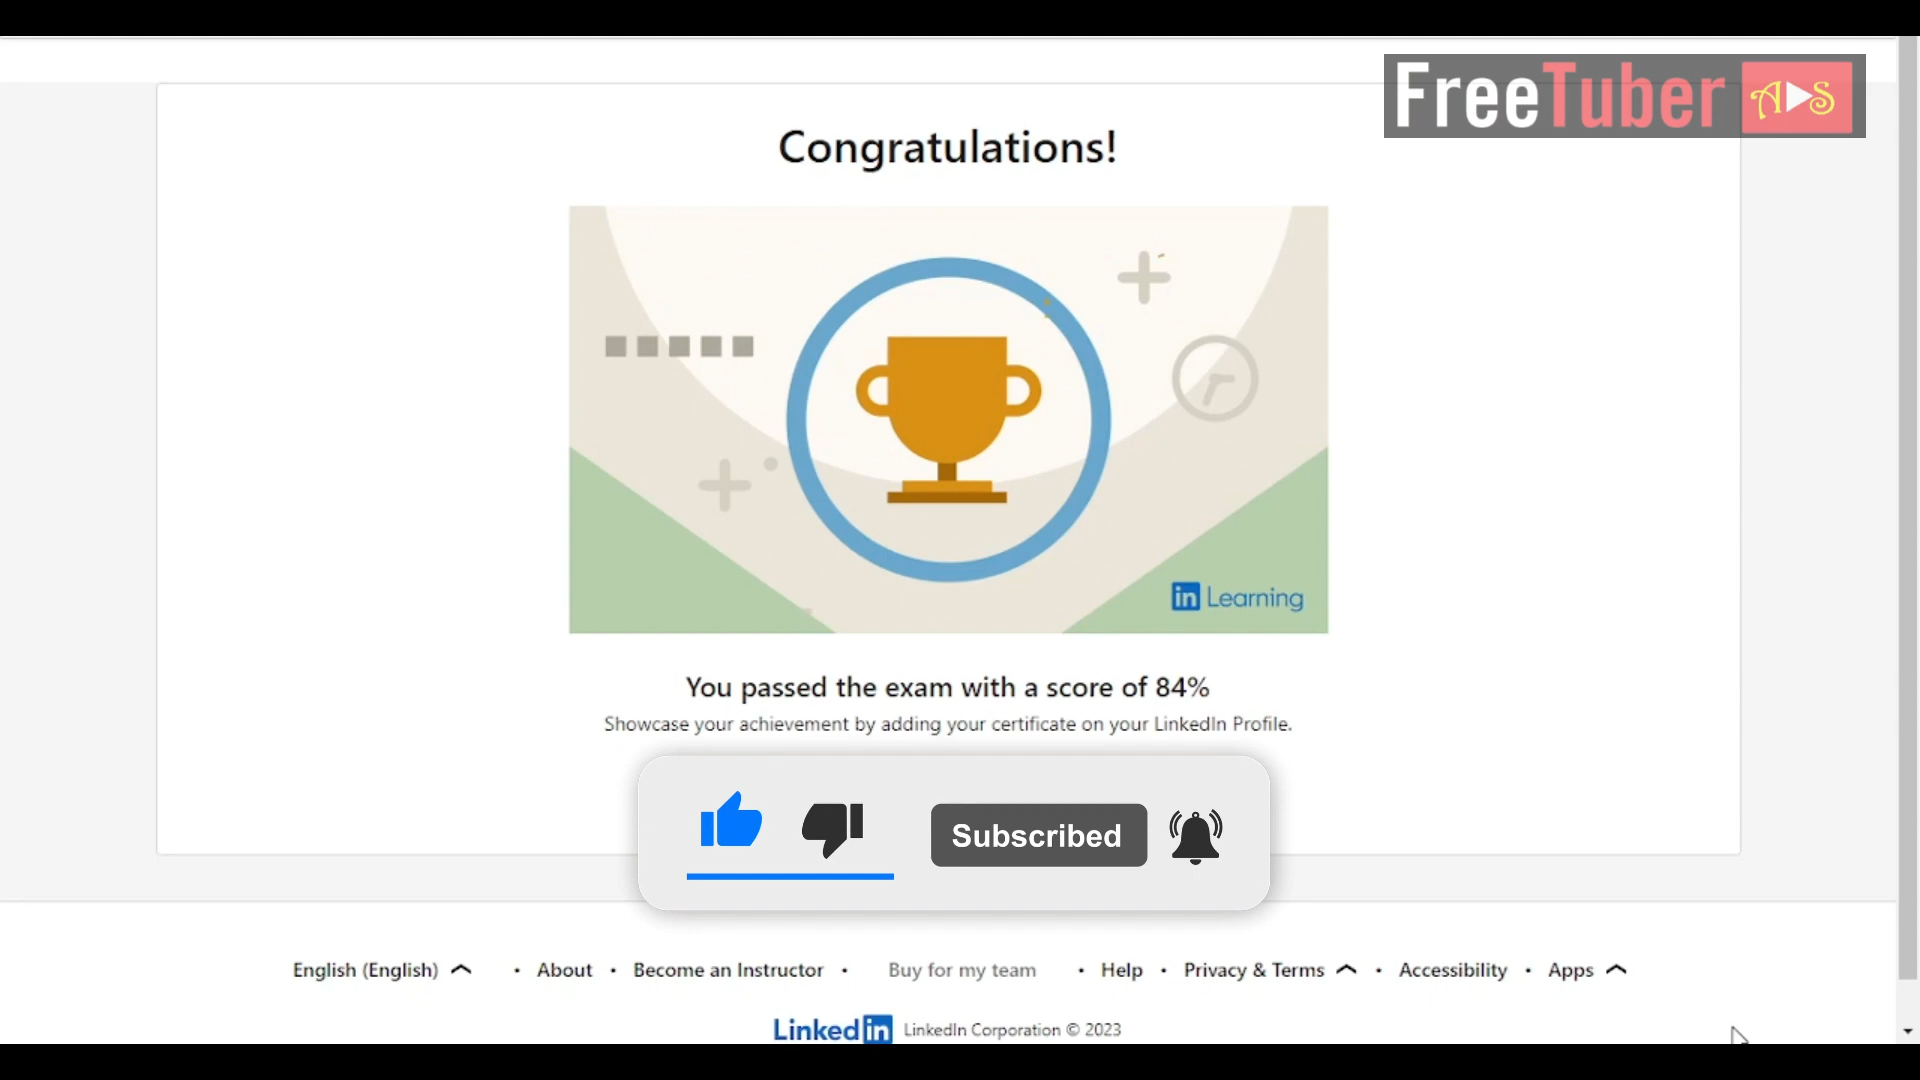 FreeTuber
AS
Congratulations!
in Learning
You passed the exam with a score of 84%
Showcase your achievement by adding your certificate on your LinkedIn Profile.
Subscribed
English (English) • About • Become an Instructor • Buy for my team • Help • Privacy & Terms • Accessibility • Apps
Linkedin LinkedIn Corporation © 2023